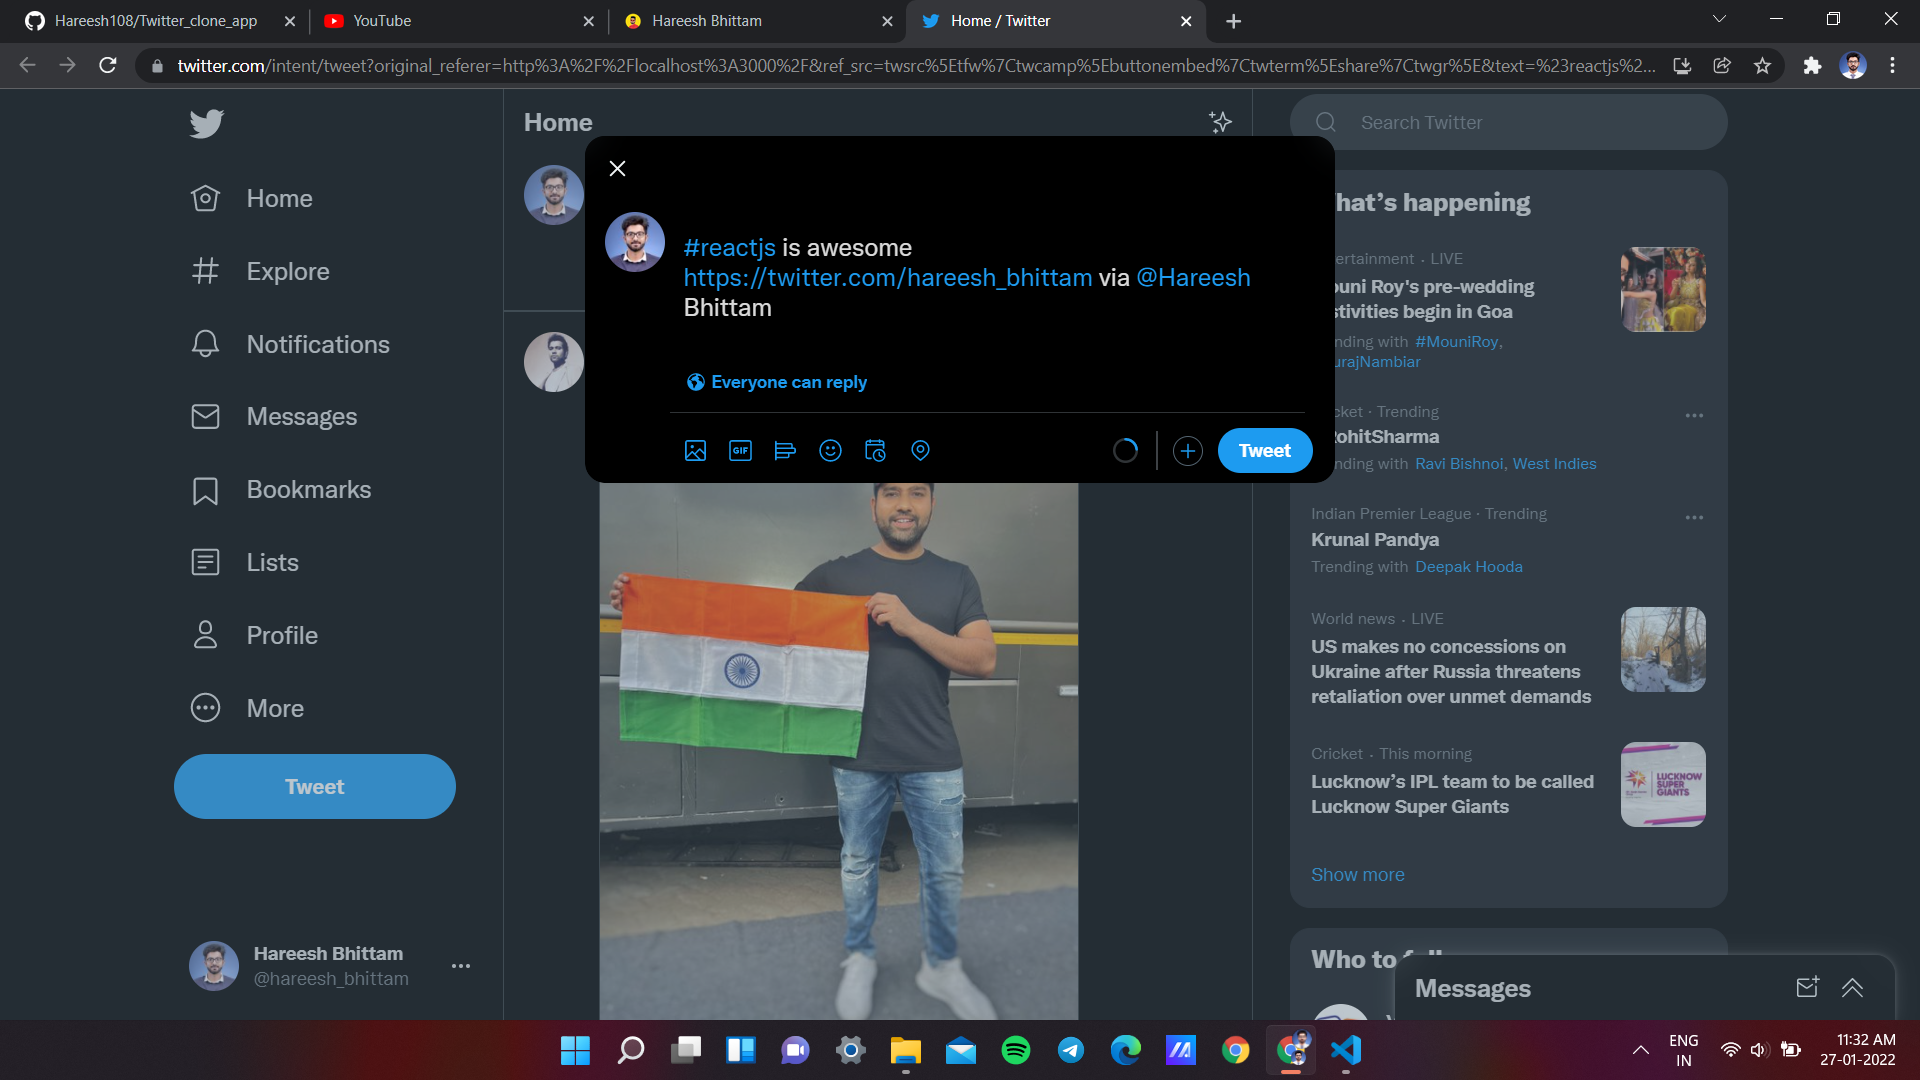 Hareesh108/Twitter_clone_app
YouTube
Hareesh Bhittam
Home / Twitter
twitter.com/intent/tweet?original_referer=http%3A%2F%2Flocalhost%3A3000%2F&ref_src=twsrc%5Etfw%7Ctwcamp%5Ebuttonembed%7Ctwterm%5Eshare%7Ctwgr%5E&text=%23reactjs%2...
Home
Explore
Notifications
Messages
Bookmarks
Lists
Profile
More
Tweet
Hareesh Bhittam
@hareesh_bhittam
Home
#reactjs is awesome
https://twitter.com/hareesh_bhittam via @Hareesh
Bhittam
Everyone can reply
GIF
Tweet
Search Twitter
hat’s happening
ertainment · LIVE
ouni Roy's pre-wedding
stivities begin in Goa
nding with #MouniRoy,
urajNambiar
cket · Trending
RohitSharma
nding with Ravi Bishnoi, West Indies
Indian Premier League · Trending
Krunal Pandya
Trending with Deepak Hooda
World news · LIVE
US makes no concessions on
Ukraine after Russia threatens
retaliation over unmet demands
Cricket · This morning
Lucknow’s IPL team to be called
Lucknow Super Giants
LUCKNOW
SUPER
GIANTS
Show more
Who to
Messages
ENG
IN
11:32 AM
27-01-2022